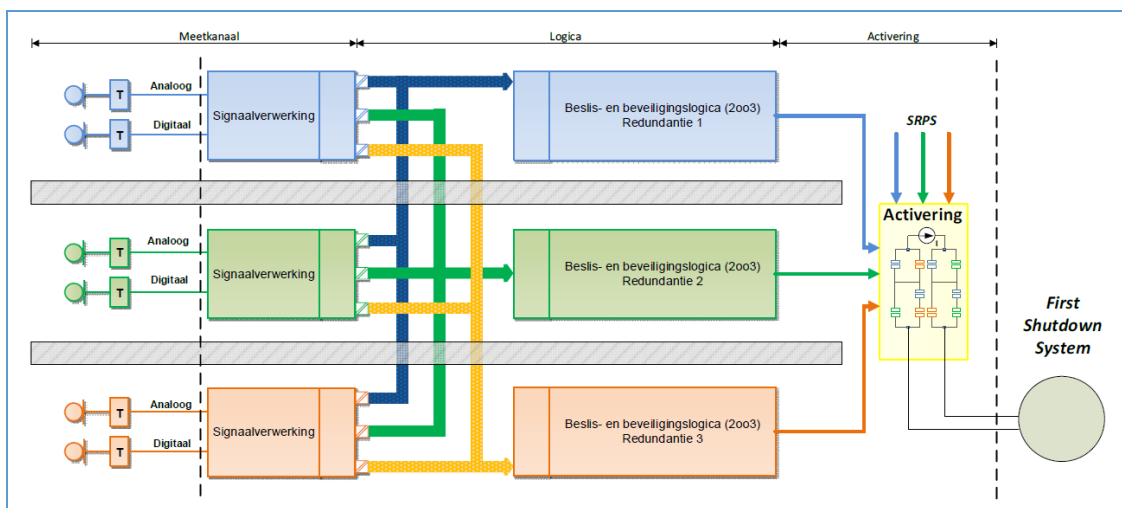 Meetkanaal
Logica
Activering
Analoog
T
Digitaal
T
Signaalverwerking
Beslis- en beveiligingslogica (2oo3)
Redundantie 1
SRPS
Analoog
T
Digitaal
T
Signaalverwerking
Beslis- en beveiligingslogica (2oo3)
Redundantie 2
Activering
I
First
Shutdown
System
Analoog
T
Digitaal
T
Signaalverwerking
Beslis- en beveiligingslogica (2oo3)
Redundantie 3